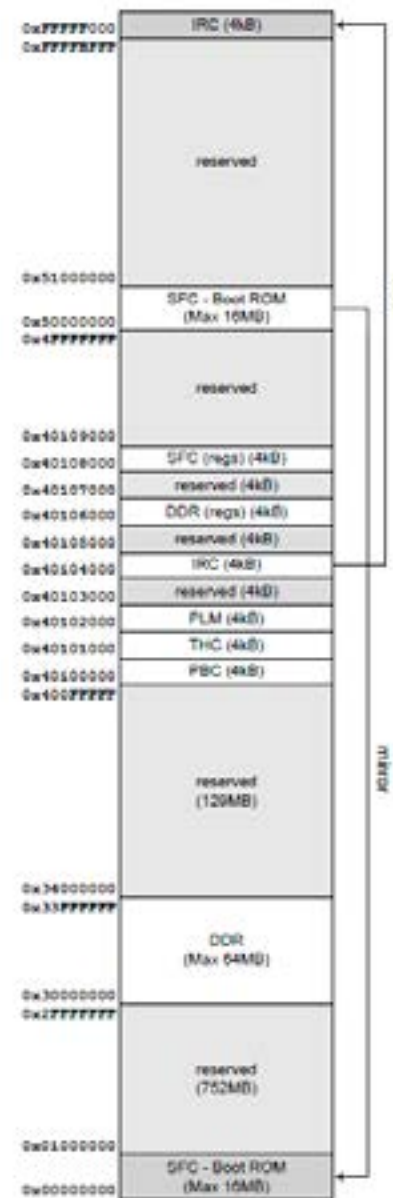 0xFFFFF000 IRC (4kB)
0xFFFFEFFF
reserved
0x51000000
SFC - Boot ROM
0x50000000 (Max 16MB)
0x4FFFFFFF
reserved
0x40109000
0x40108000 SFC (regs) (4kB)
0x40107000 reserved (4kB)
0x40106000 DDR (regs) (4kB)
0x40105000 reserved (4kB)
0x40104000 IRC (4kB)
0x40103000 reserved (4kB)
0x40102000 PLM (4kB)
0x40101000 THC (4kB)
0x40100000 PBC (4kB)
0x400FFFFF
mirror
reserved
(129MB)
0x34000000
0x33FFFFFF
DDR
(Max 64MB)
0x30000000
0x2FFFFFFF
reserved
(752MB)
0x01000000
SFC - Boot ROM
0x00000000 (Max 16MB)